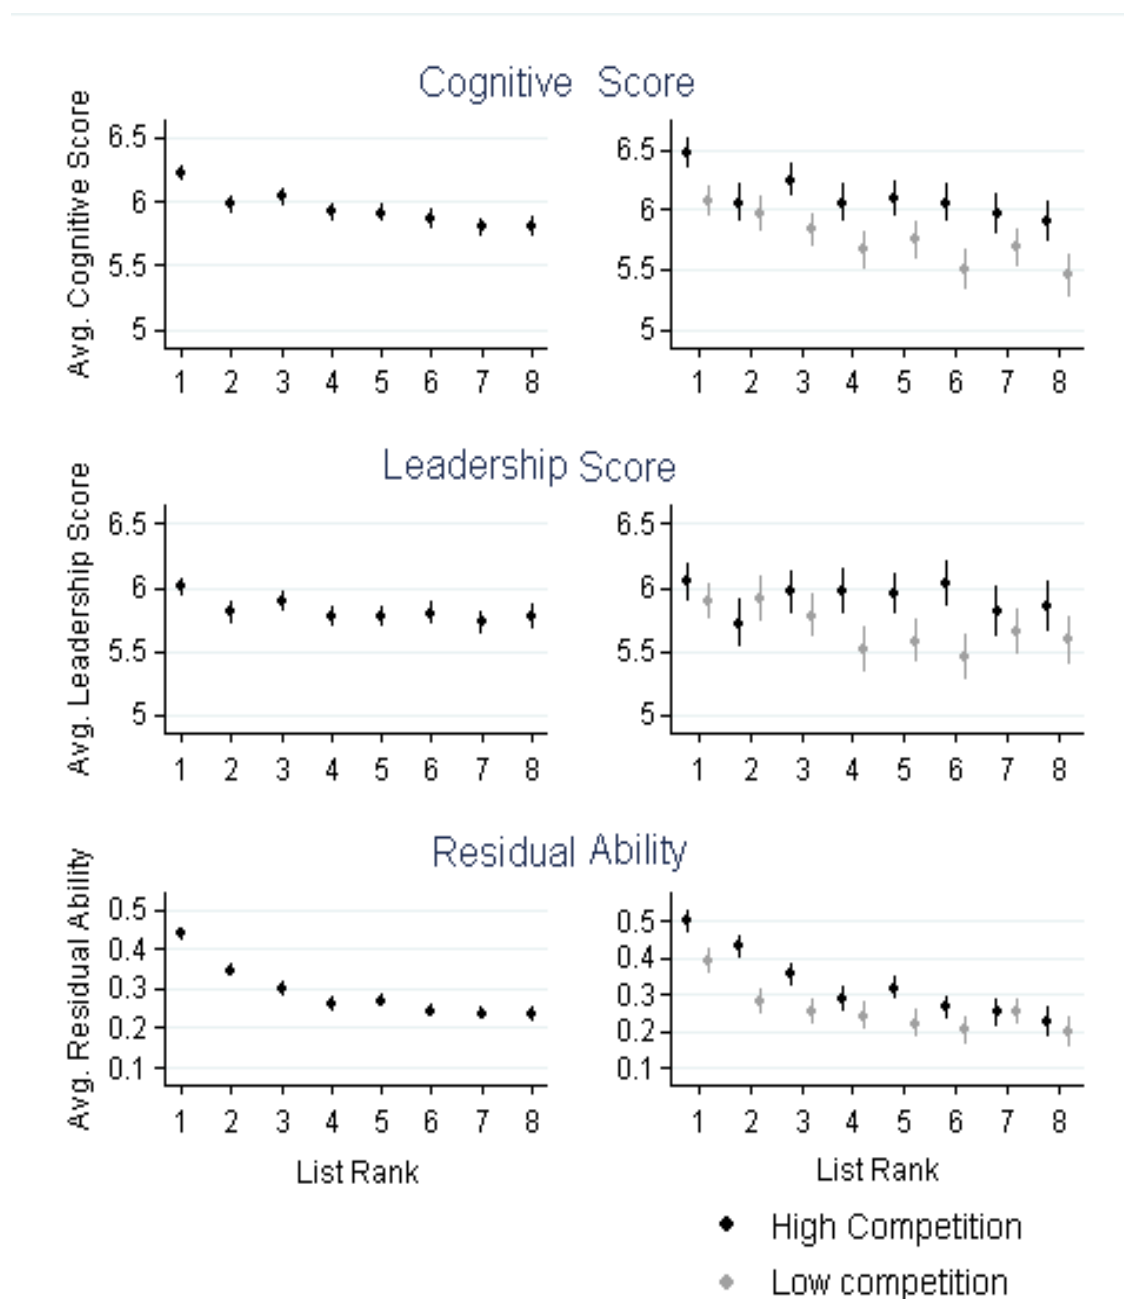 Cognitive Score
Avg. Cognitive Score
6.5
6
5.5
5
1 2 3 4 5 6 7 8
6.5
6
5.5
5
1 2 3 4 5 6 7 8
Leadership Score
Avg. Leadership Score
6.5
6
5.5
5
1 2 3 4 5 6 7 8
6.5
6
5.5
5
1 2 3 4 5 6 7 8
Residual Ability
Avg. Residual Ability
0.5
0.4
0.3
0.2
0.1
1 2 3 4 5 6 7 8
List Rank
0.5
0.4
0.3
0.2
0.1
1 2 3 4 5 6 7 8
List Rank
High Competition
Low competition